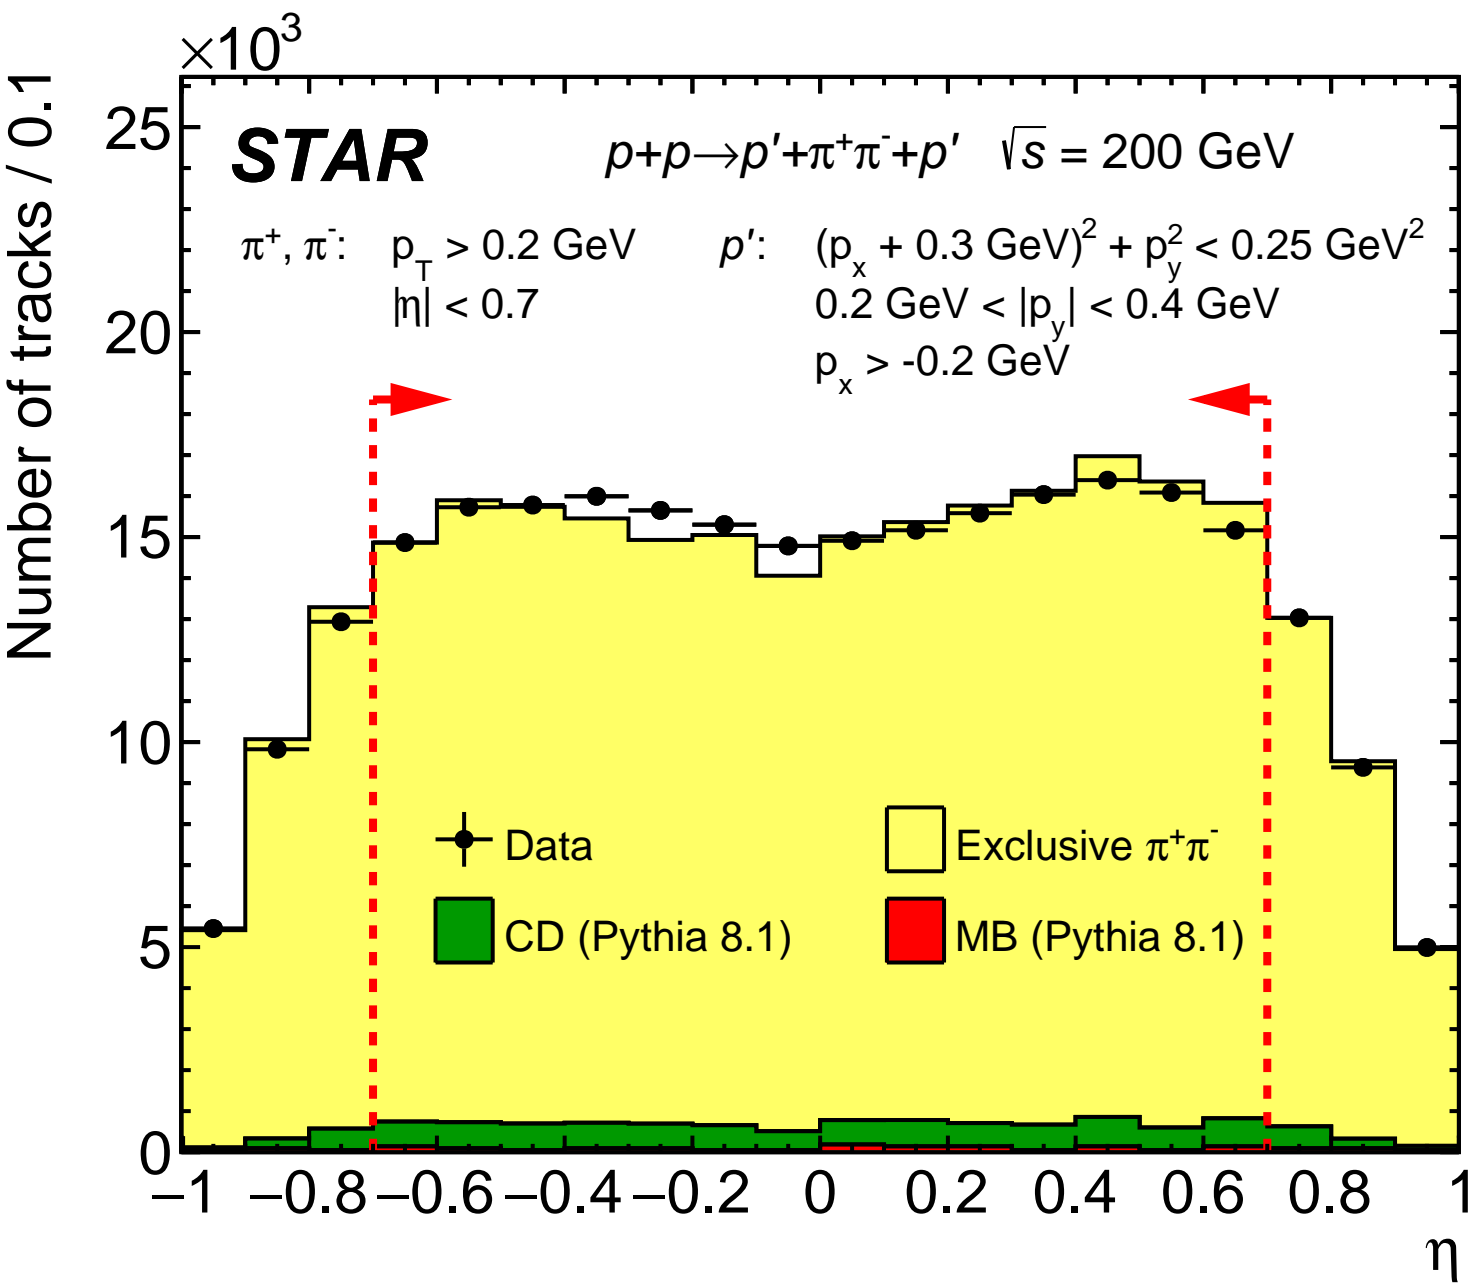 ×10³
Number of tracks / 0.1
25
20
15
10
5
0
STAR
p+p→p′+π⁺π⁻+p′ √s = 200 GeV
π⁺, π⁻: p_T > 0.2 GeV
|η| < 0.7
p′: (p_x + 0.3 GeV)² + p_y² < 0.25 GeV²
0.2 GeV < |p_y| < 0.4 GeV
p_x > -0.2 GeV
Data
Exclusive π⁺π⁻
CD (Pythia 8.1)
MB (Pythia 8.1)
−1 −0.8 −0.6 −0.4 −0.2 0 0.2 0.4 0.6 0.8 1
η